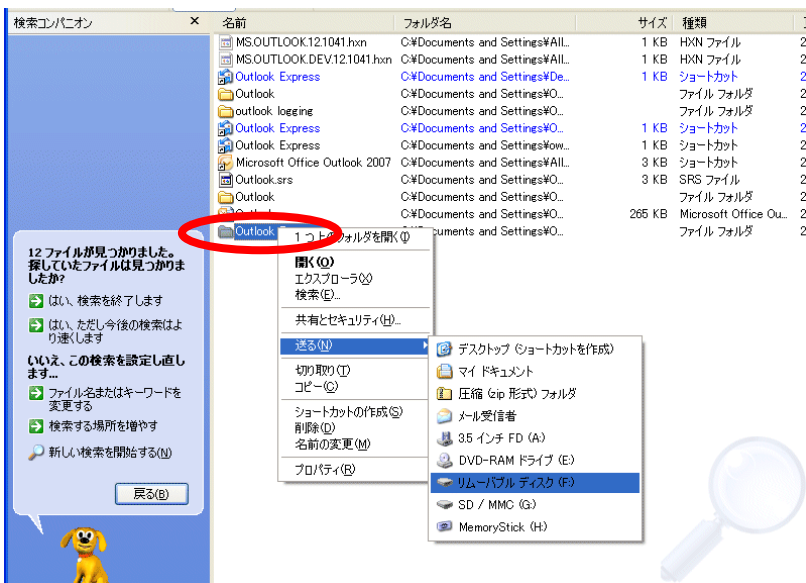 検索コンパニオン ×
名前 フォルダ名 サイズ 種類
MS.OUTLOOK.12.1041.hxn C:¥Documents and Settings¥All... 1 KB HXN ファイル 2
MS.OUTLOOK.DEV.12.1041.hxn C:¥Documents and Settings¥All... 1 KB HXN ファイル 2
Outlook Express C:¥Documents and Settings¥De... 1 KB ショートカット 2
Outlook C:¥Documents and Settings¥O... ファイル フォルダ 2
outlook logging C:¥Documents and Settings¥O... ファイル フォルダ 2
Outlook Express C:¥Documents and Settings¥O... 1 KB ショートカット 2
Outlook Express C:¥Documents and Settings¥ow... 1 KB ショートカット 2
Microsoft Office Outlook 2007 C:¥Documents and Settings¥All... 3 KB ショートカット 2
Outlook.srs C:¥Documents and Settings¥O... 3 KB SRS ファイル 2
Outlook C:¥Documents and Settings¥O... ファイル フォルダ 2
C:¥Documents and Settings¥O... 265 KB Microsoft Office Ou... 2
Outlook cuments and Settings¥O... ファイル フォルダ 2
12 ファイルが見つかりました。
探していたファイルは見つかりま
したか?
はい、検索を終了します
はい、ただし今後の検索はよ
り速くします
いいえ、この検索を設定し直し
ます...
ファイル名またはキーワードを
変更する
検索する場所を増やす
新しい検索を開始する(N)
戻る(B)
1 つ上のフォルダを開く(I)
開く(O)
エクスプローラ(X)
検索(E)...
共有とセキュリティ(H)...
送る(N)
切り取り(T)
コピー(C)
ショートカットの作成(S)
削除(D)
名前の変更(M)
プロパティ(R)
デスクトップ (ショートカットを作成)
マイ ドキュメント
圧縮 (zip 形式) フォルダ
メール受信者
3.5 インチ FD (A:)
DVD-RAM ドライブ (E:)
リムーバブル ディスク (F:)
SD / MMC (G:)
MemoryStick (H:)